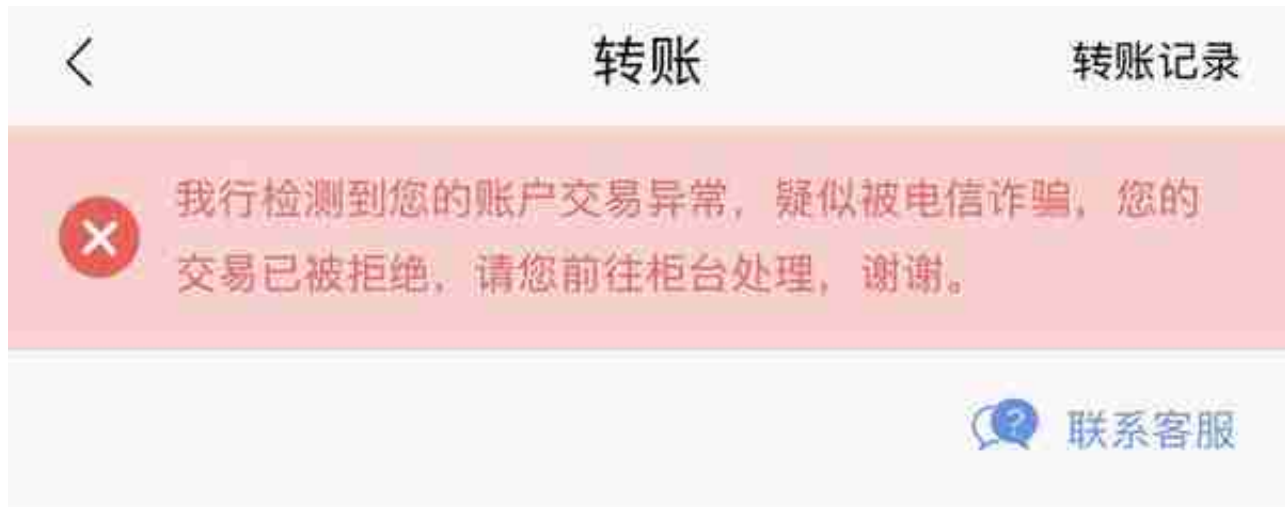 转账
转账记录
我行检测到您的账户交易异常，疑似被电信诈骗，您的
交易已被拒绝，请您前往柜台处理，谢谢。
联系客服